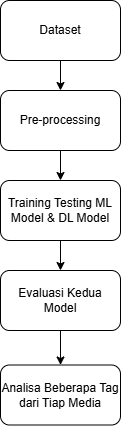 Dataset
Pre-processing
Training Testing ML
Model & DL Model
Evaluasi Kedua
Model
Analisa Beberapa Tag
dari Tiap Media